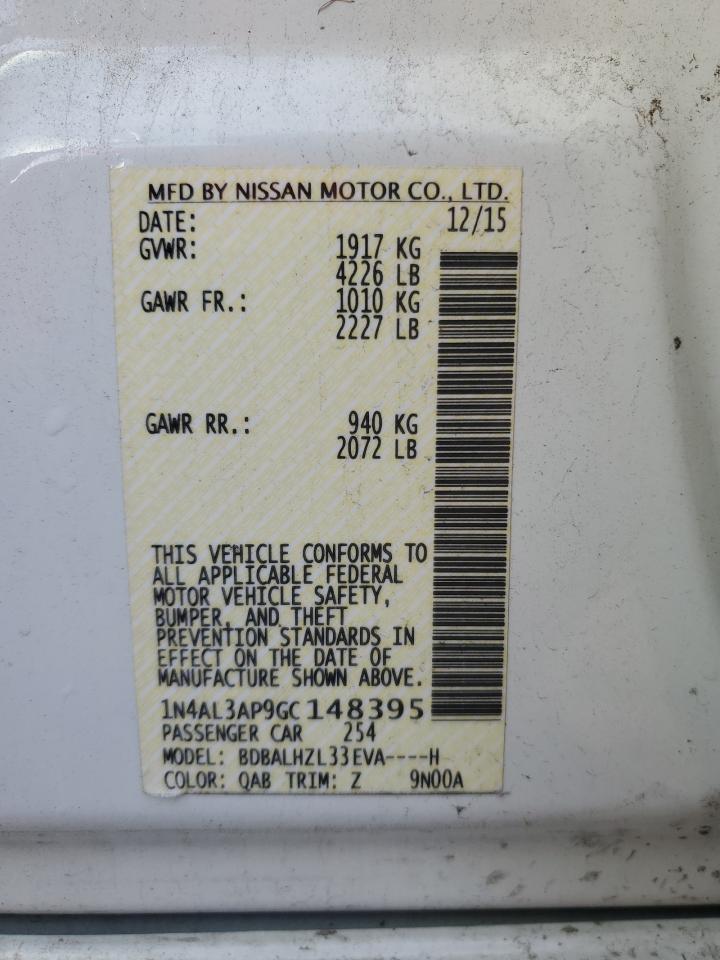 MFD BY NISSAN MOTOR CO., LTD.
DATE: 12/15
GVWR: 1917 KG
4226 LB
GAWR FR.: 1010 KG
2227 LB
GAWR RR.: 940 KG
2072 LB
THIS VEHICLE CONFORMS TO
ALL APPLICABLE FEDERAL
MOTOR VEHICLE SAFETY,
BUMPER, AND THEFT
PREVENTION STANDARDS IN
EFFECT ON THE DATE OF
MANUFACTURE SHOWN ABOVE.
1N4AL3AP9GC148395
PASSENGER CAR 254
MODEL: BDBALHZL33EVA----H
COLOR: QAB TRIM: Z 9N00A